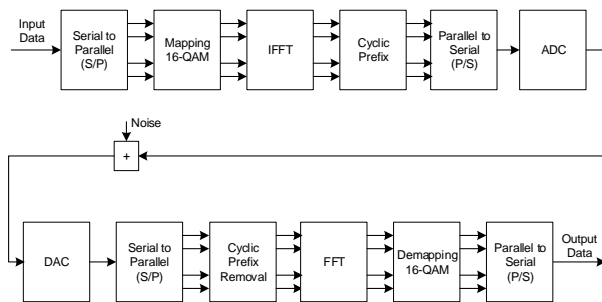 Input
Data
Serial to
Parallel
(S/P)
Mapping
16-QAM
IFFT
Cyclic
Prefix
Parallel to
Serial
(P/S)
ADC
Noise
+
DAC
Serial to
Parallel
(S/P)
Cyclic
Prefix
Removal
FFT
Demapping
16-QAM
Parallel to
Serial
(P/S)
Output
Data